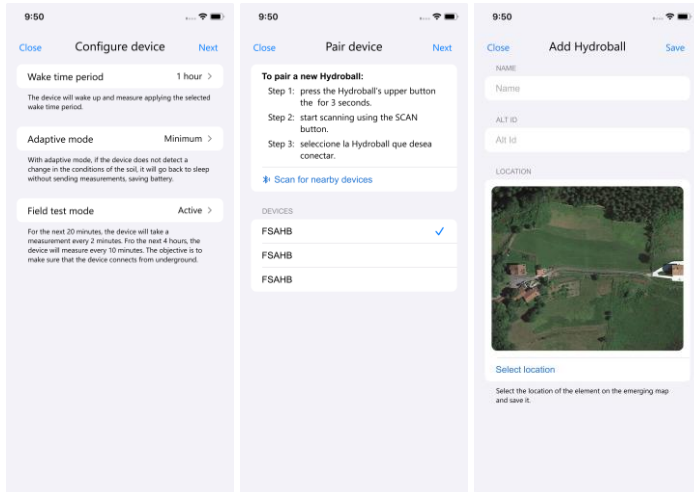 9:50
Close Configure device Next
Wake time period 1 hour >
The device will wake up and measure applying the selected
wake time period.
Adaptive mode Minimum >
With adaptive mode, if the device does not detect a
change in the conditions of the soil, it will go back to sleep
without sending measurements, saving battery.
Field test mode Active >
For the next 20 minutes, the device will take a
measurement every 2 minutes. Fro the next 4 hours, the
device will measure every 10 minutes. The objective is to
make sure that the device connects from underground.
9:50
Close Pair device Next
To pair a new Hydroball:
Step 1: press the Hydroball's upper button
the for 3 seconds.
Step 2: start scanning using the SCAN
button.
Step 3: seleccione la Hydroball que desea
conectar.
Scan for nearby devices
DEVICES
FSAHB
FSAHB
FSAHB
9:50
Close Add Hydroball Save
NAME
Name
ALT ID
Alt Id
LOCATION
Select location
Select the location of the element on the emerging map
and save it.